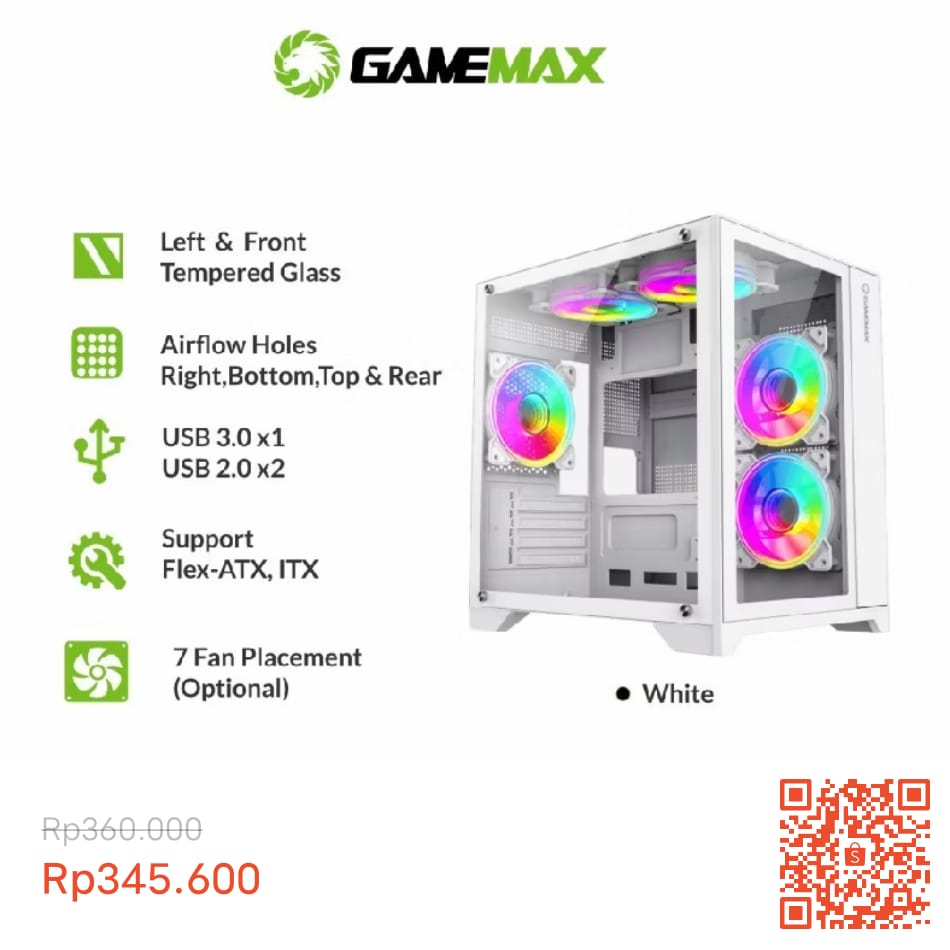 GAMEMAX
Left & Front
Tempered Glass
Airflow Holes
Right,Bottom,Top & Rear
USB 3.0 x1
USB 2.0 x2
Support
Flex-ATX, ITX
7 Fan Placement
(Optional)
GAMEMAX
● White
Rp360.000
Rp345.600
S